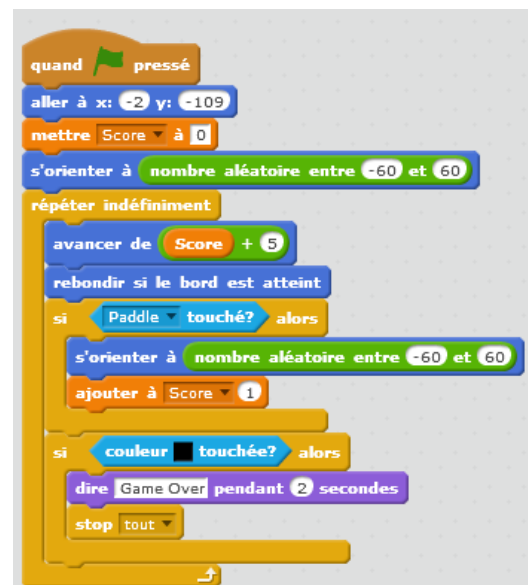 quand pressé
aller à x: -2 y: -109
mettre Score à 0
s'orienter à nombre aléatoire entre -60 et 60
répéter indéfiniment
avancer de Score + 5
rebondir si le bord est atteint
si Paddle touché? alors
s'orienter à nombre aléatoire entre -60 et 60
ajouter à Score 1
si couleur touchée? alors
dire Game Over pendant 2 secondes
stop tout